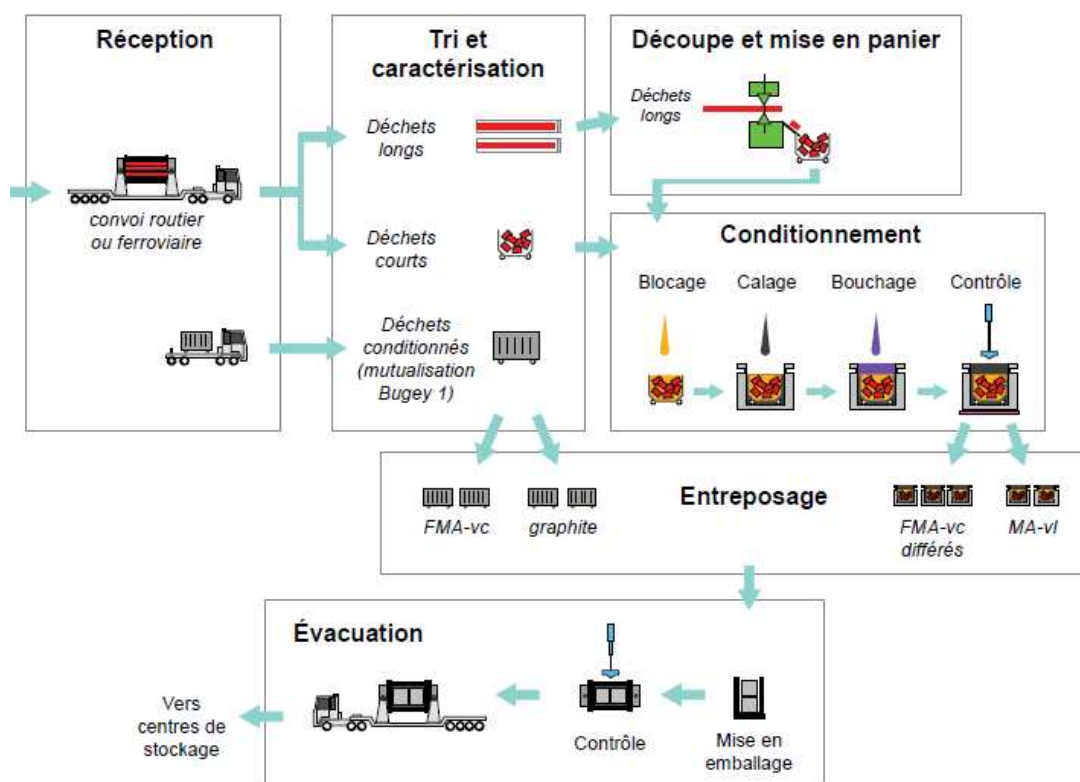 Réception
convoi routier
ou ferroviaire
Tri et
caractérisation
Déchets
longs
Déchets
courts
Déchets
conditionnés
(mutualisation
Bugey 1)
Découpe et mise en panier
Déchets
longs
Conditionnement
Blocage
Calage
Bouchage
Contrôle
Entreposage
FMA-vc
graphite
FMA-vc
différés
MA-vl
Évacuation
Vers
centres de
stockage
Contrôle
Mise en
emballage